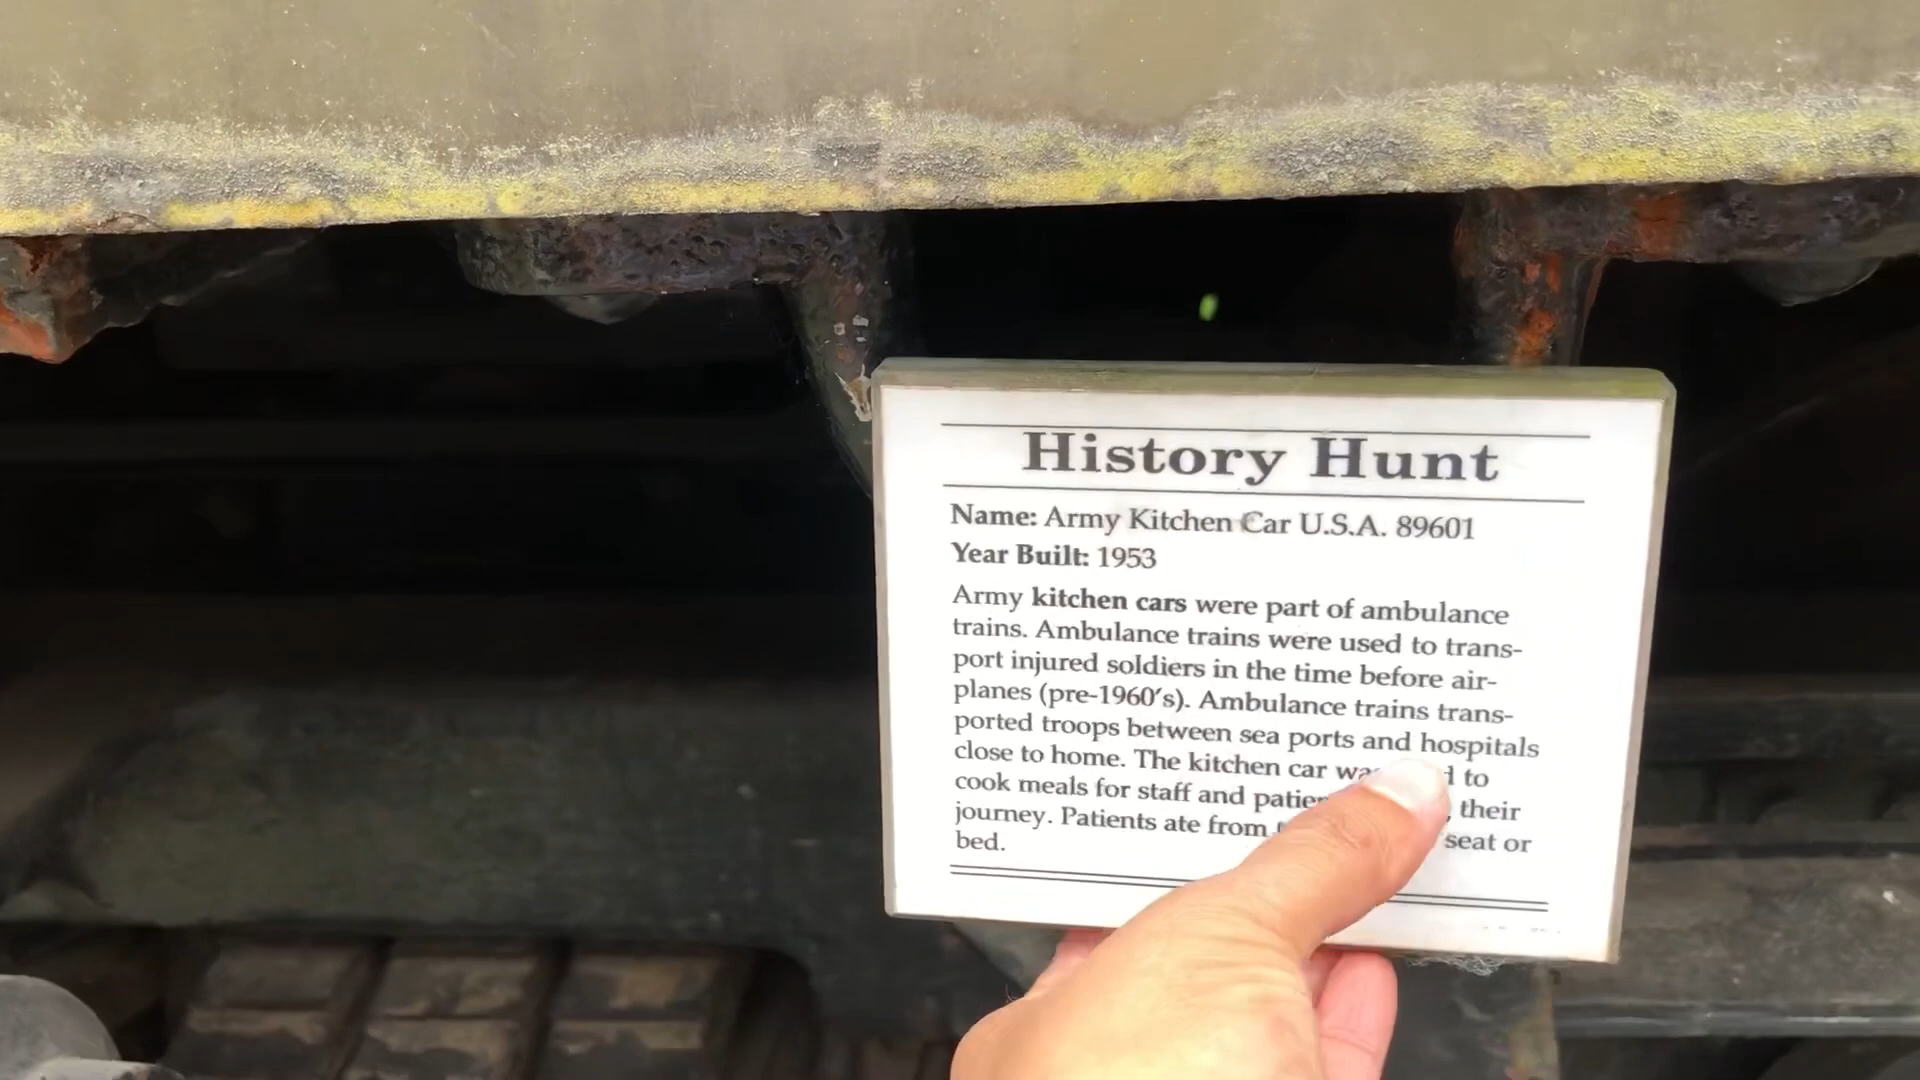 History Hunt
Name: Army Kitchen Car U.S.A. 89601
Year Built: 1953
Army kitchen cars were part of ambulance
trains. Ambulance trains were used to trans-
port injured soldiers in the time before air-
planes (pre-1960's). Ambulance trains trans-
ported troops between sea ports and hospitals
close to home. The kitchen car to
cook meals for staff and their
journey. Patients ate from seat or
bed.